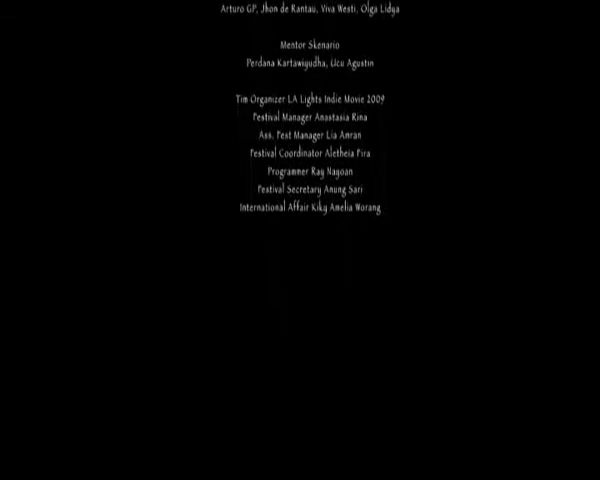 Arturo GP, Jhon de Rantau, Viva Westi, Olga Lidya
Mentor Skenario
Perdana Kartawiyudha, Ucu Agustin
Tim Organizer LA Lights Indie Movie 2009
Festival Manager Anastasia Rina
Ass. Fest Manager Lia Amran
Festival Coordinator Aletheia Fira
Programmer Ray Nayoan
Festival Secretary Anung Sari
International Affair Kiky Amelia Worang